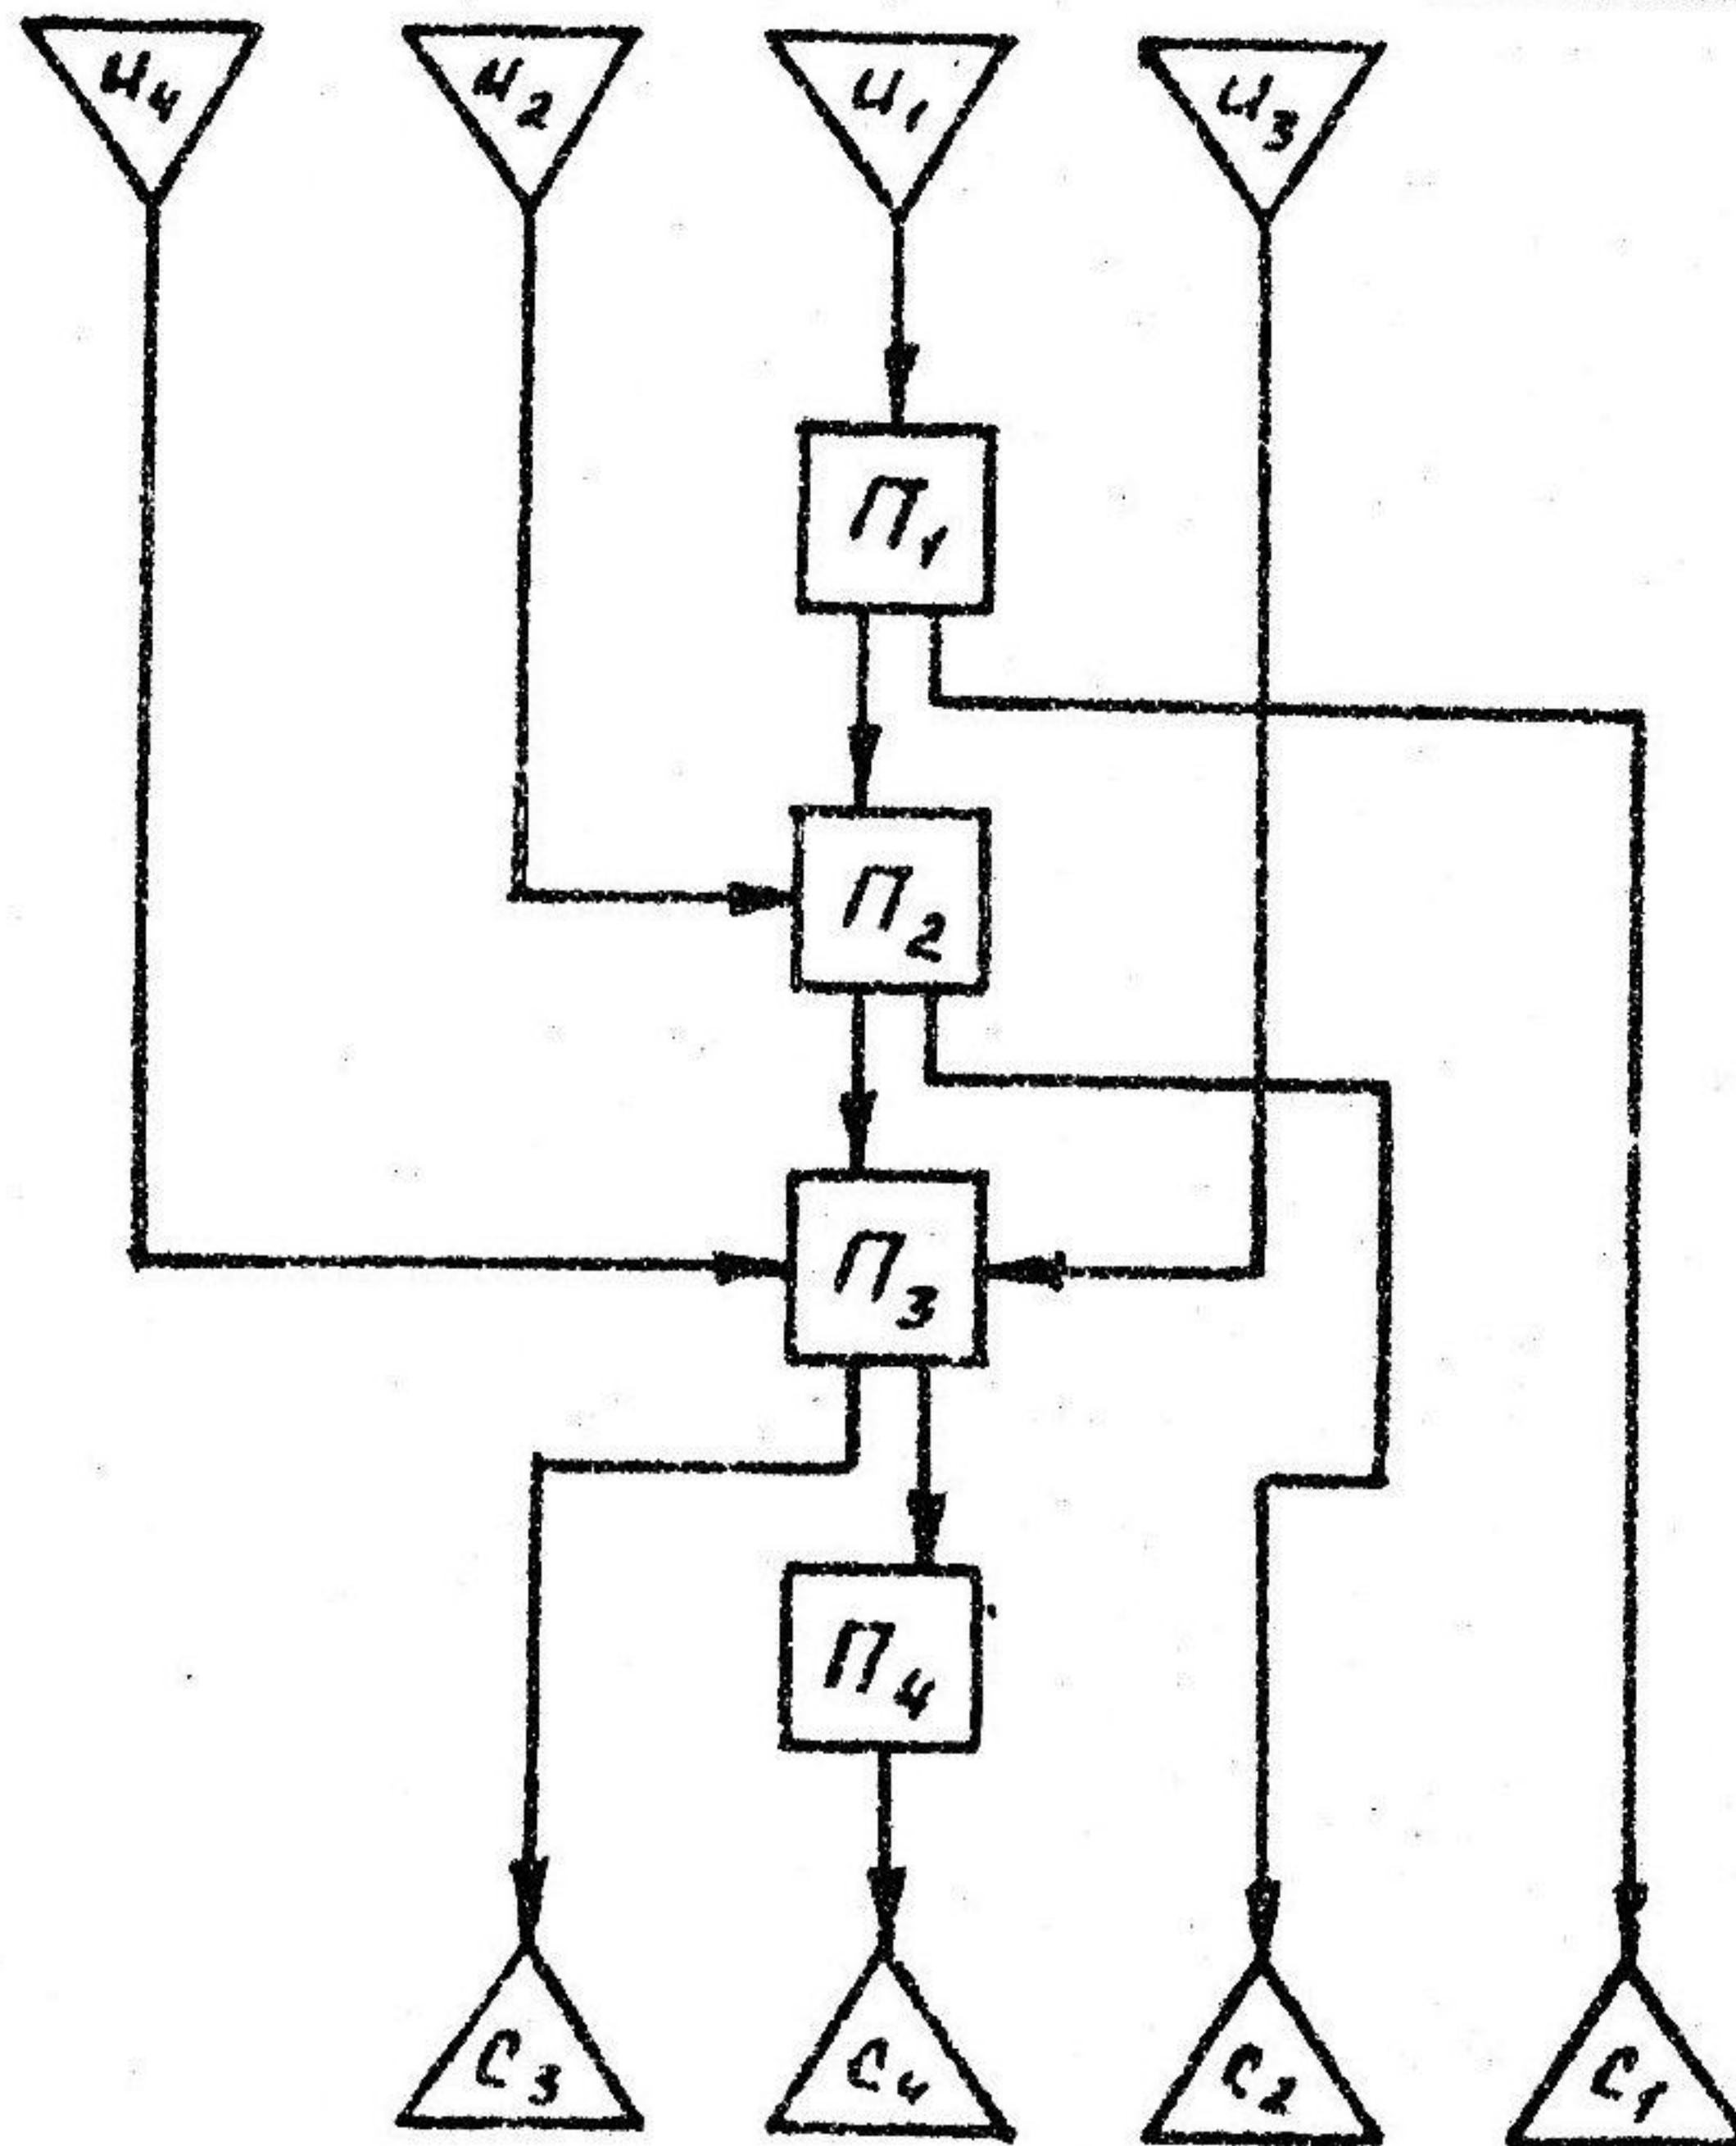 И₄ И₂ И₁ И₃
П₁
П₂
П₃
П₄
С₃ С₄ С₂ С₁